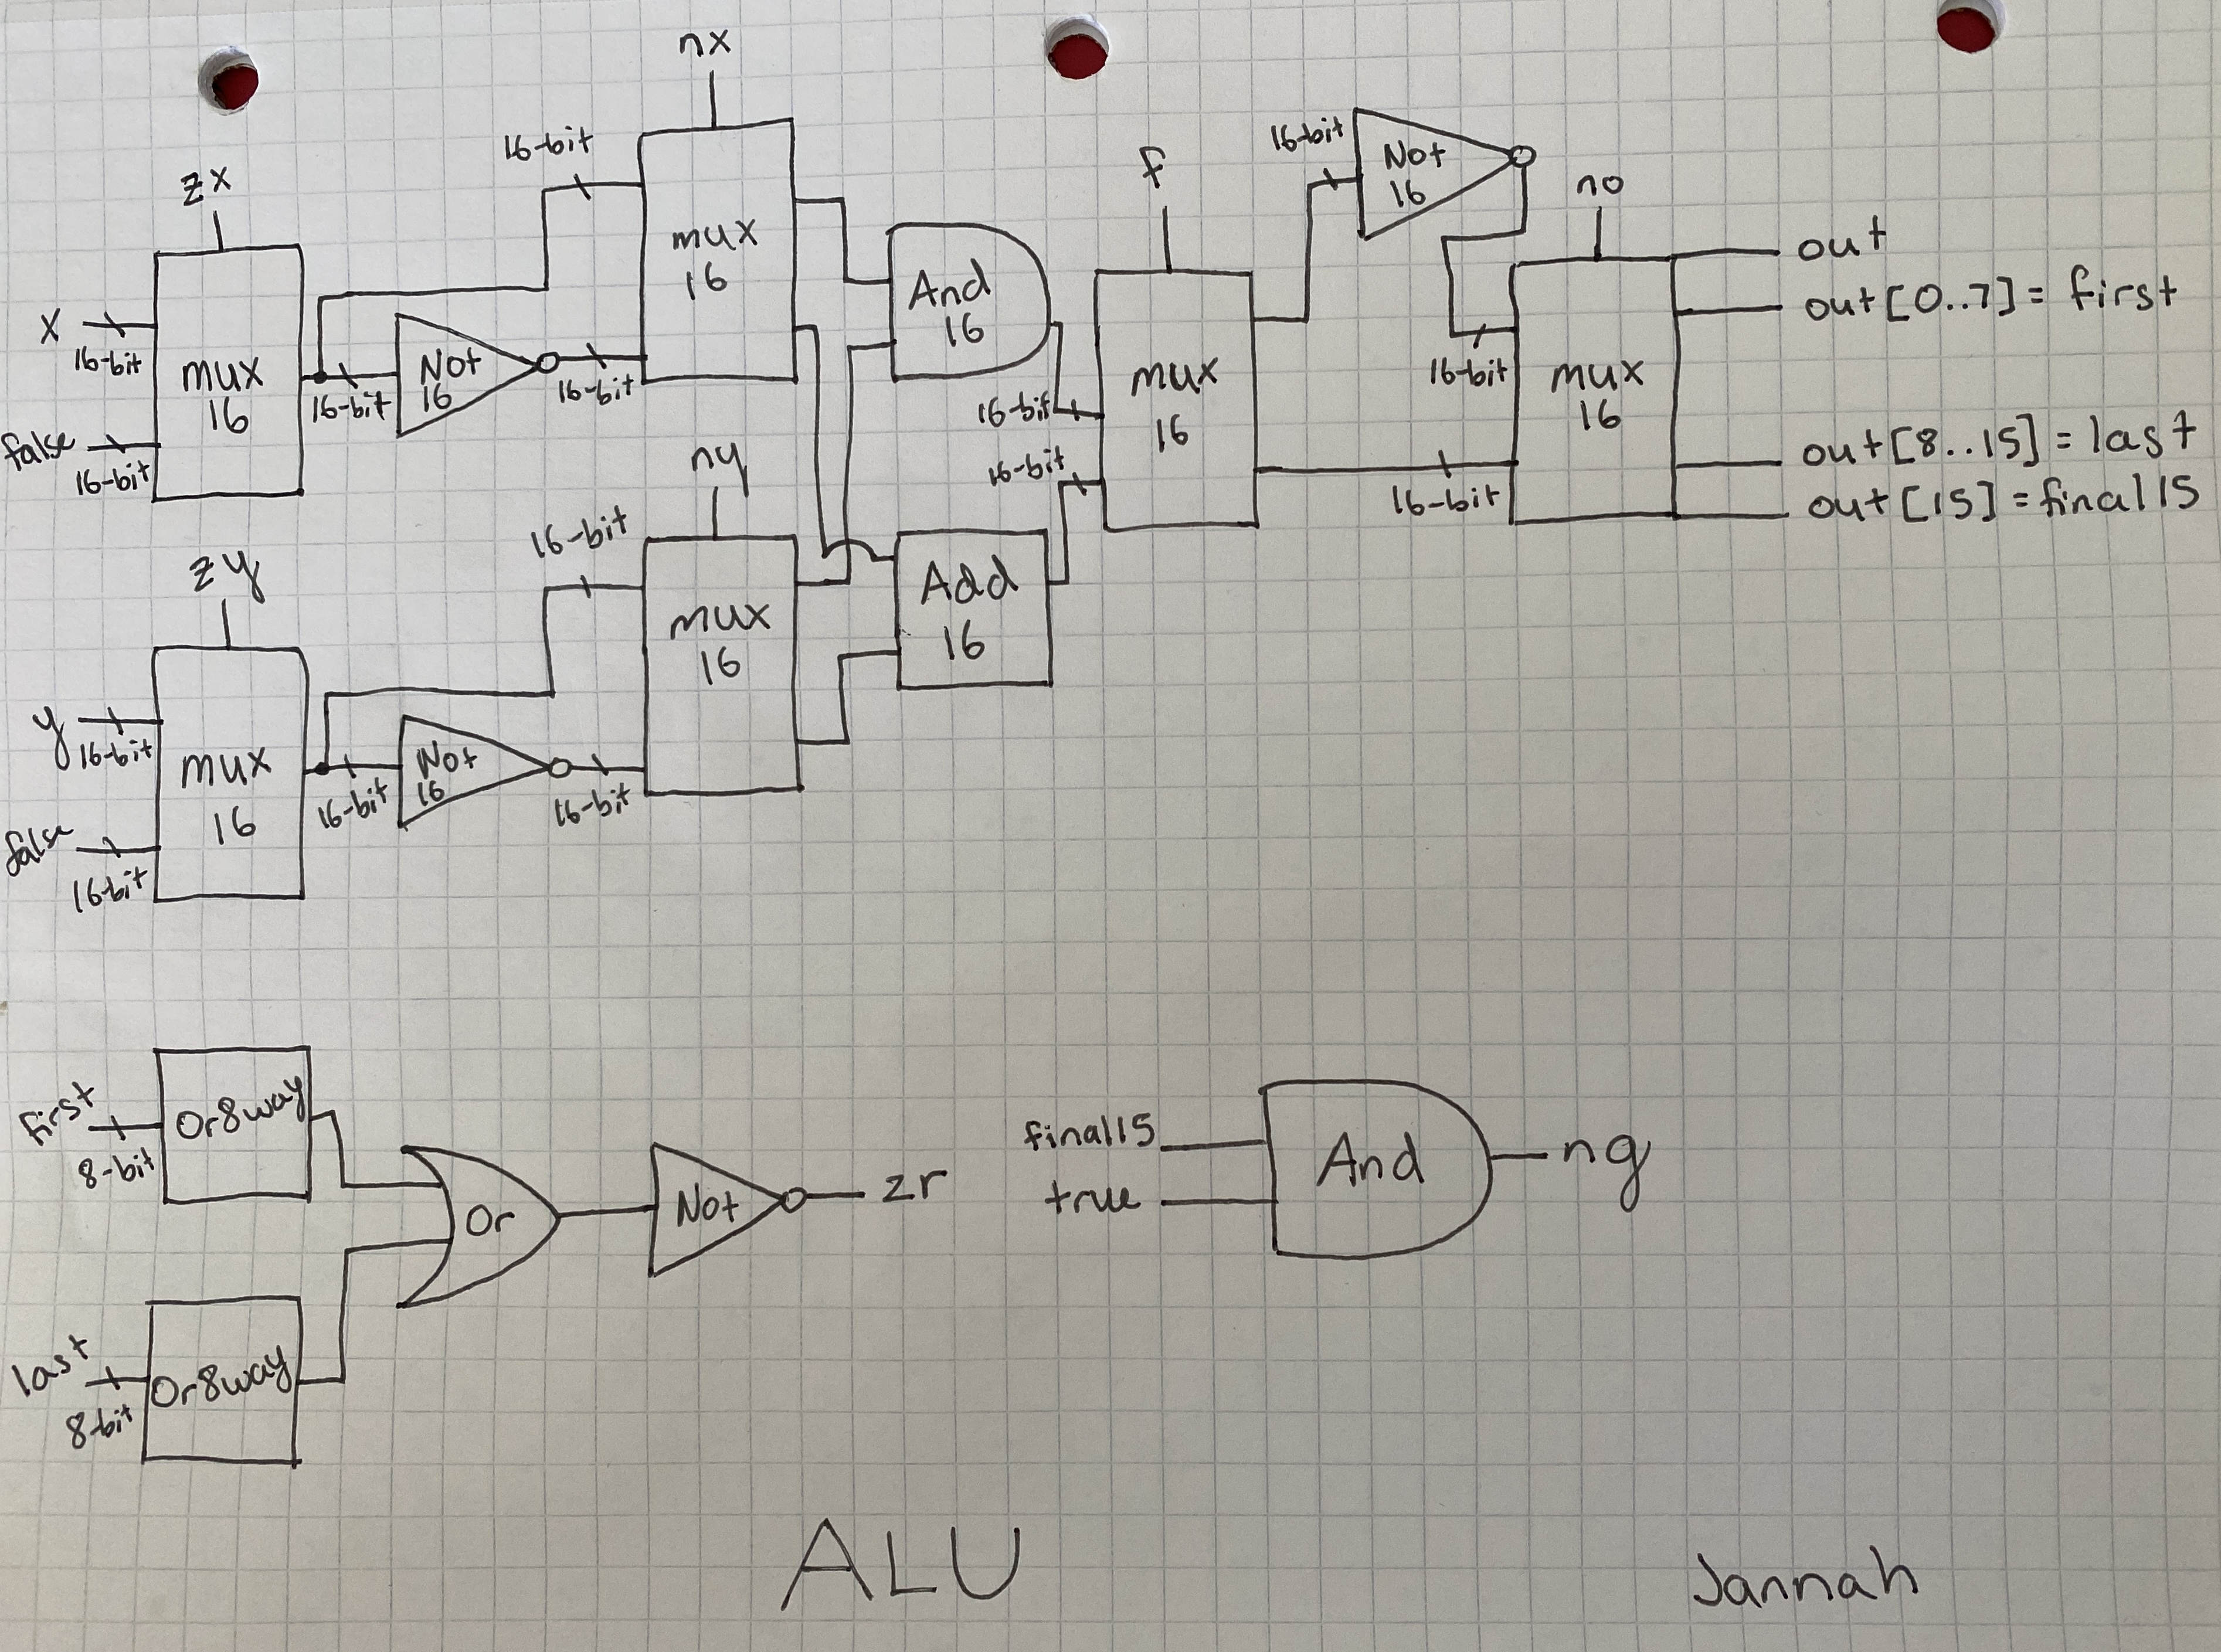 nx
16-bit
zx
mux
16
x
16-bit
mux
16
false
16-bit
16-bit
Not
16
16-bit
And
16
f
mux
16
16-bit
16-bit
16-bit
Not
16
no
mux
16
16-bit
16-bit
out
out[0..7] = first
out[8..15] = last
out[15] = final15
ny
16-bit
mux
16
Add
16
zy
y
16-bit
mux
16
false
16-bit
16-bit
Not
16
16-bit
first
8-bit
Or8way
last
8-bit
Or8way
Or
Not
zr
final15
true
And
ng
ALU
Jannah